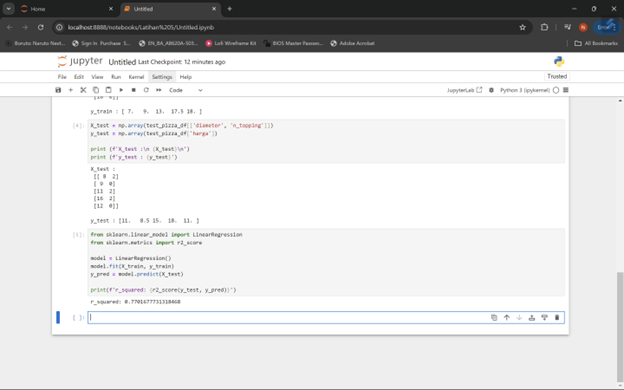 Home
Untitled
localhost:8888/notebooks/Latihan%205/Untitled.ipynb
Boruto: Naruto Next...
Sign in Purchase S...
EN_B4_AB620A-S01...
LoR Wireframe Kit
BIOS Master Passwo...
Adobe Acrobat
All Bookmarks
jupyter Untitled Last Checkpoint: 12 minutes ago
File Edit View Run Kernel Settings Help
Trusted
Code
JupyterLab
Python 3 (ipykernel)
y_train : [ 7. 9. 13. 17.5 18. ]
[4]:
X_test = np.array(test_pizza_df[['diameter', 'n_topping']])
y_test = np.array(test_pizza_df['harga'])
print (f'X_test :\n {X_test}\n')
print (f'y_test : {y_test}')
X_test :
[[ 8 2]
[ 9 0]
[11 2]
[16 2]
[12 0]]
y_test : [11. 8.5 15. 18. 11. ]
[5]:
from sklearn.linear_model import LinearRegression
from sklearn.metrics import r2_score
model = LinearRegression()
model.fit(X_train, y_train)
y_pred = model.predict(X_test)
print(f'r_squared: {r2_score(y_test, y_pred)}')
r_squared: 0.7701677731318468
[ ]: